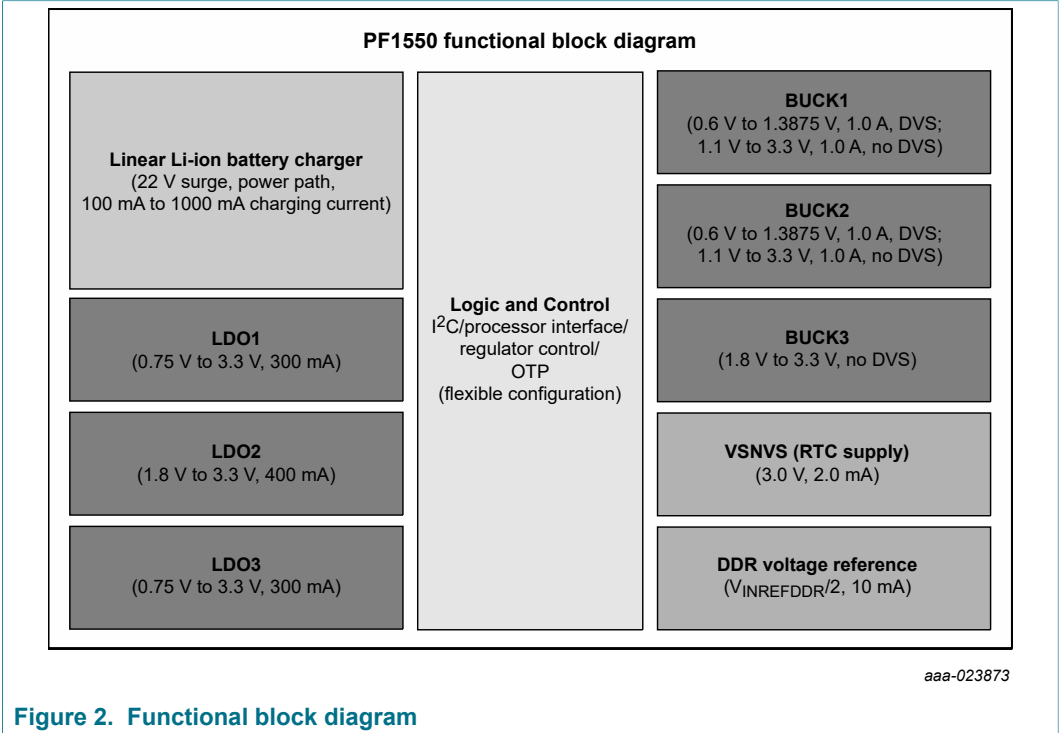 PF1550 functional block diagram
Linear Li-ion battery charger
(22 V surge, power path,
100 mA to 1000 mA charging current)
LDO1
(0.75 V to 3.3 V, 300 mA)
LDO2
(1.8 V to 3.3 V, 400 mA)
LDO3
(0.75 V to 3.3 V, 300 mA)
Logic and Control
I2C/processor interface/
regulator control/
OTP
(flexible configuration)
BUCK1
(0.6 V to 1.3875 V, 1.0 A, DVS;
1.1 V to 3.3 V, 1.0 A, no DVS)
BUCK2
(0.6 V to 1.3875 V, 1.0 A, DVS;
1.1 V to 3.3 V, 1.0 A, no DVS)
BUCK3
(1.8 V to 3.3 V, no DVS)
VSNVS (RTC supply)
(3.0 V, 2.0 mA)
DDR voltage reference
(VINREFDDR/2, 10 mA)
aaa-023873
Figure 2. Functional block diagram